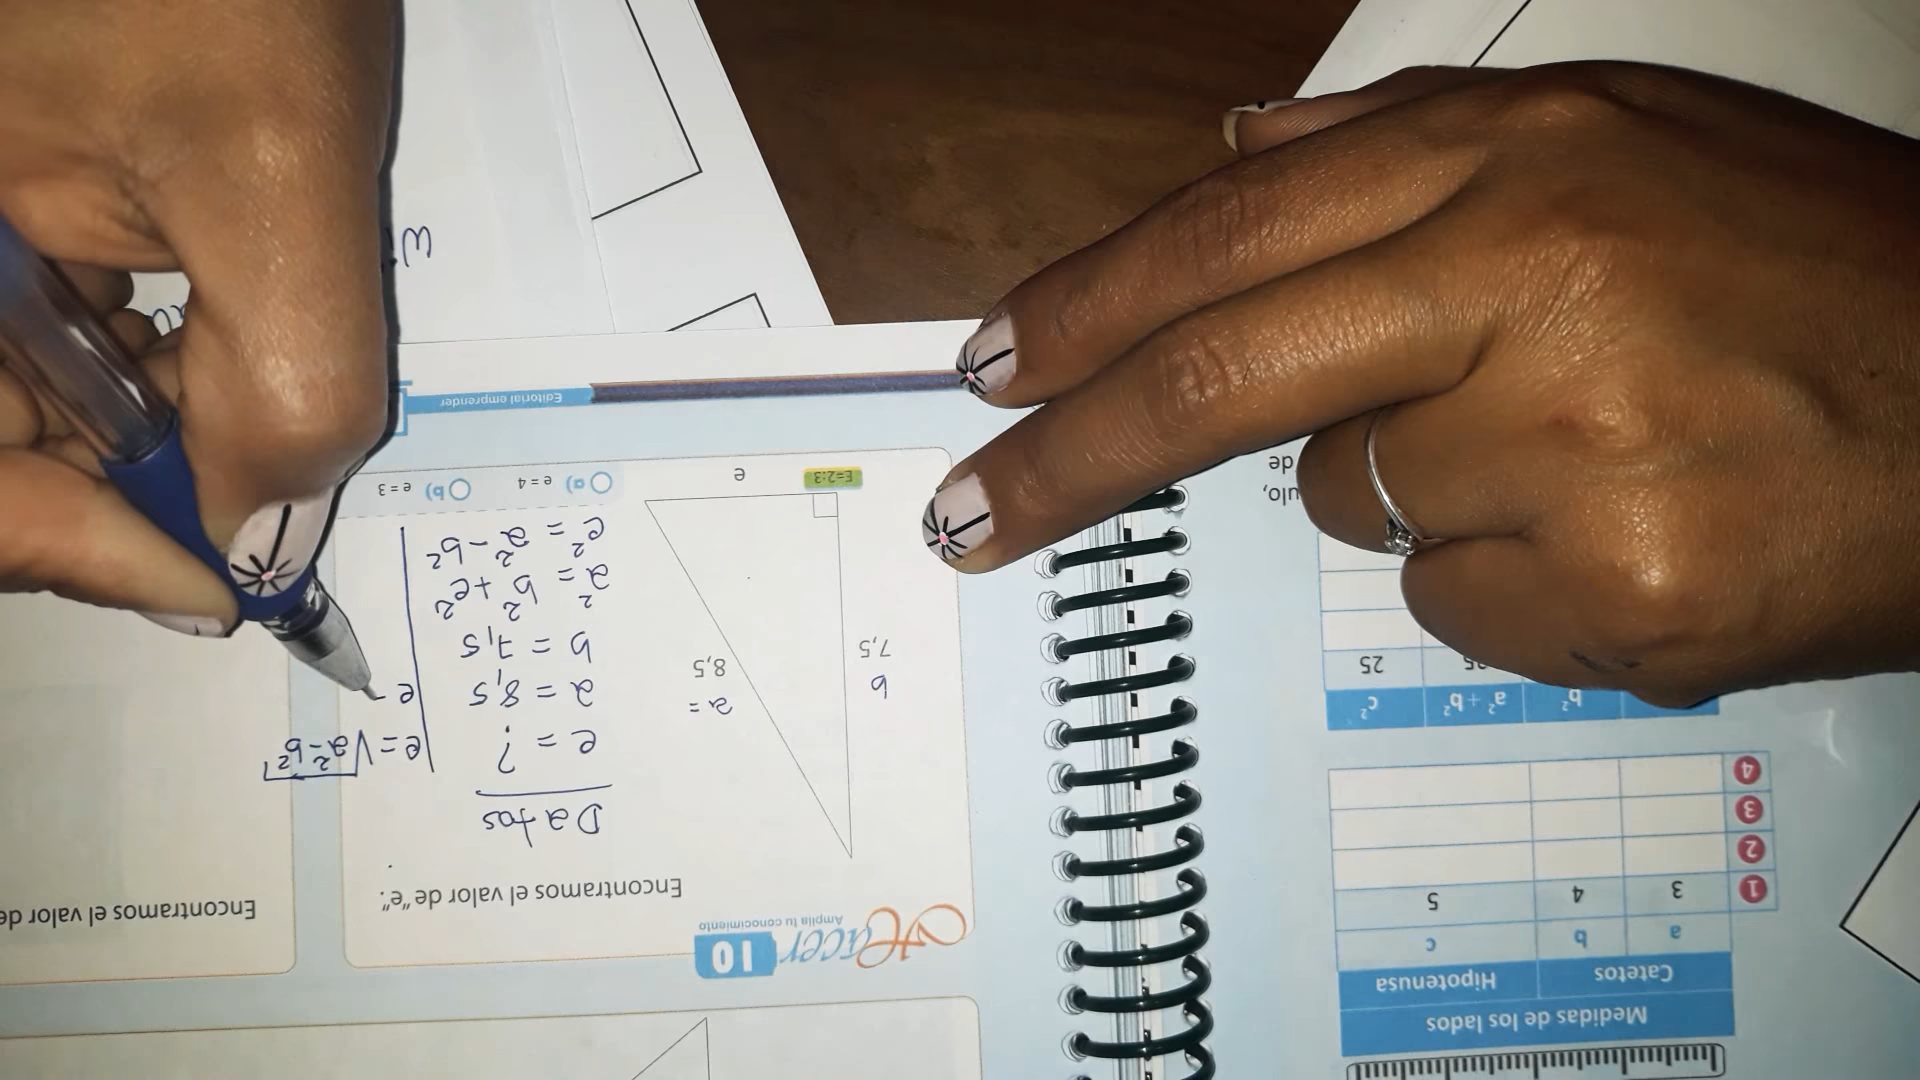 Medidas de los lados
Catetos Hipotenusa
a b c
1 3 4 5
2
3
4
b² a² + b² c²
25 25
ulo,
de
Hacer 10
Amplia tu conocimiento
Encontramos el valor de "e".
7,5
b
8,5
a =
e
E=2:3
Datos
e = ?
a = 8,5
b = 7,5
a² = b² + e²
e² = a² - b²
e = √a² - b²
e -
a) e = 4 b) e = 3
Editorial emprender
Encontramos el valor de